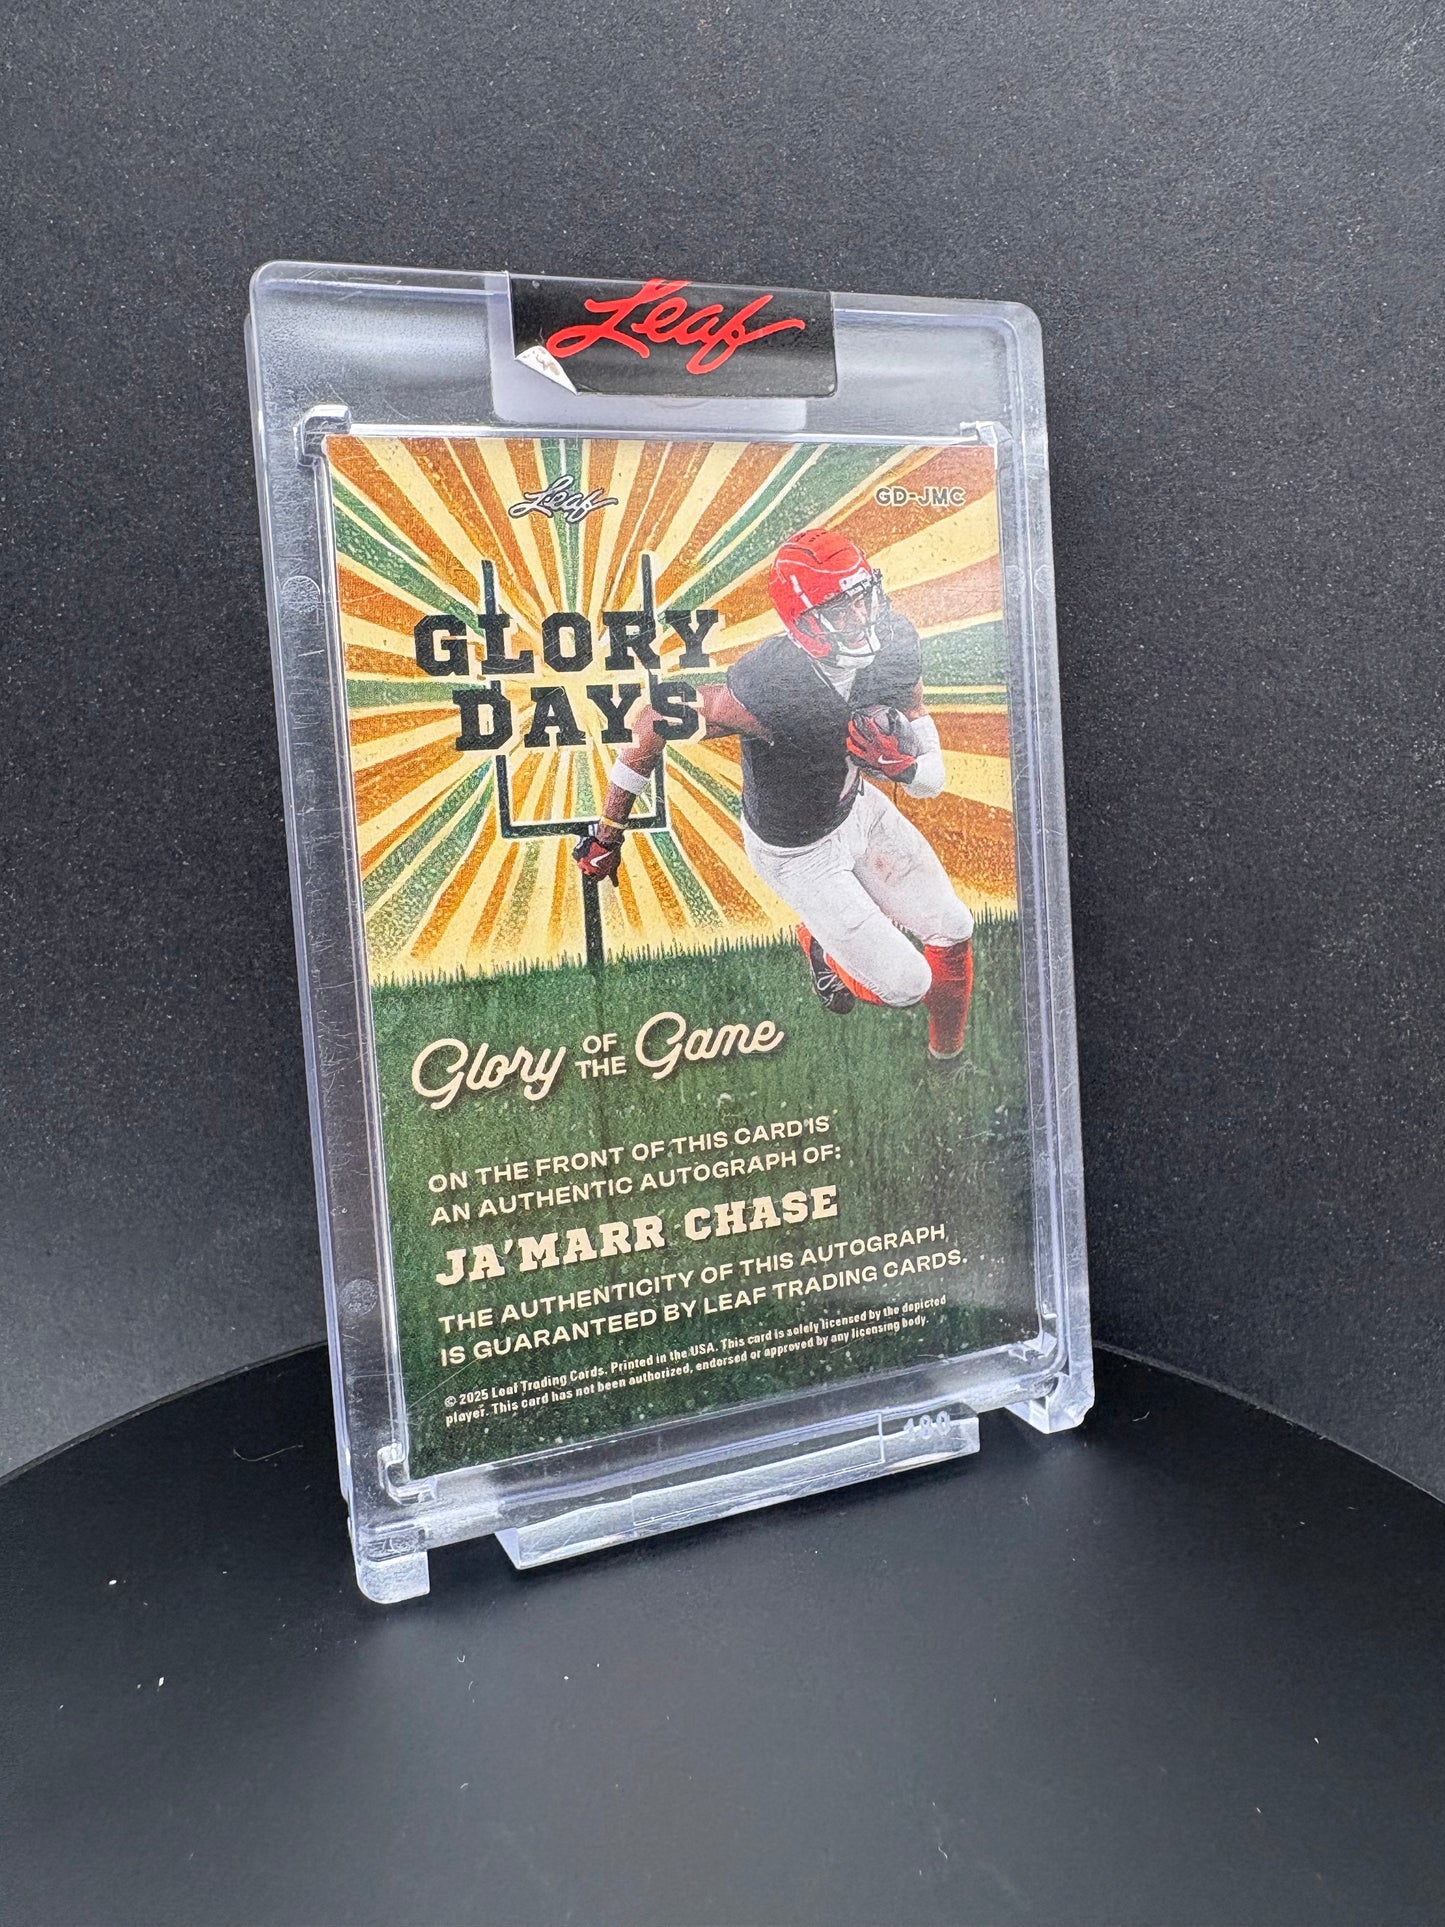 Leaf
Leaf
GD-JMC
GLORY
DAYS
Glory OF THE Game
ON THE FRONT OF THIS CARD IS
AN AUTHENTIC AUTOGRAPH OF:
JA'MARR CHASE
THE AUTHENTICITY OF THIS AUTOGRAPH
IS GUARANTEED BY LEAF TRADING CARDS.
© 2025 Leaf Trading Cards. Printed in the USA. This card is solely licensed by the depicted
player. This card has not been authorized, endorsed or approved by any licensing body.
180